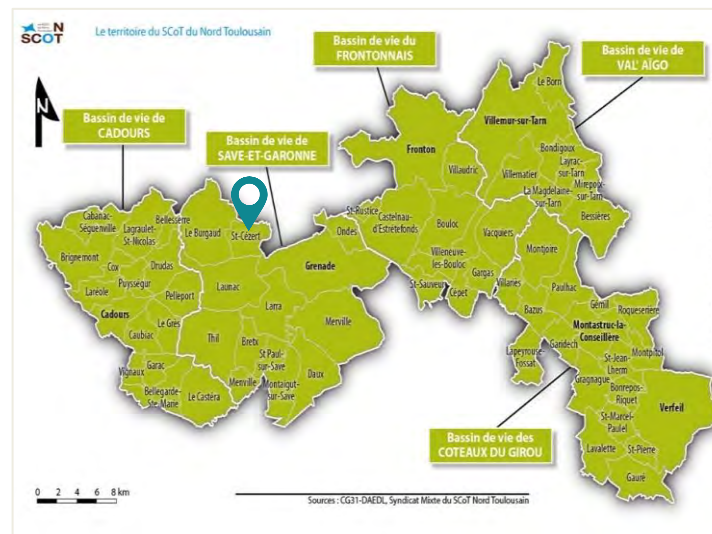 N
SCOT
Le territoire du SCoT du Nord Toulousain
N
Bassin de vie du
FRONTONNAIS
Bassin de vie de
VAL' AÏGO
Bassin de vie de
CADOURS
Bassin de vie de
SAVE-ET-GARONNE
Le Born
Villemur-sur-Tarn
Fronton
Bondigoux
Layrac-
sur-Tarn
Villaudric
Villematier
Mirepoix-
sur-Tarn
La Magdelaine-
sur-Tarn
Bessières
Cabanac-
Séguenville
Bellesserre
Lagraulet-
St-Nicolas
Le Burgaud
St-Cézert
St-Rustice
Castelnau-
d'Estrétefonds
Ondes
Bouloc
Vacquiers
Brignemont
Cox
Drudas
Puysségur
Grenade
Villeneuve-
les-Bouloc
Montjoire
Laréole
Pelleport
Launac
Gargas
St-Sauveur
Cépet
Villariès
Paulhac
Larra
Cadours
Le Grès
Merville
Bazus
Gémil
Roqueserière
Caubiac
Thil
Bretx
Montastruc-la-
Conseillère
St Paul-
sur-Save
Lapeyrouse-
Fossat
Garidech
St-Jean-
Lherm
Montpitol
Vignaux
Garac
Daux
Gragnague
Menville
Montaigut-
sur-Save
Bonrepos-
Riquet
Bellegarde-
Ste-Marie
Le Castéra
Verfeil
St-Marcel-
Paulel
Bassin de vie des
COTEAUX DU GIROU
Lavalette
St-Pierre
Gauré
0 2 4 6 8 km
Sources : CG31-DAEDL, Syndicat Mixte du SCoT Nord Toulousain